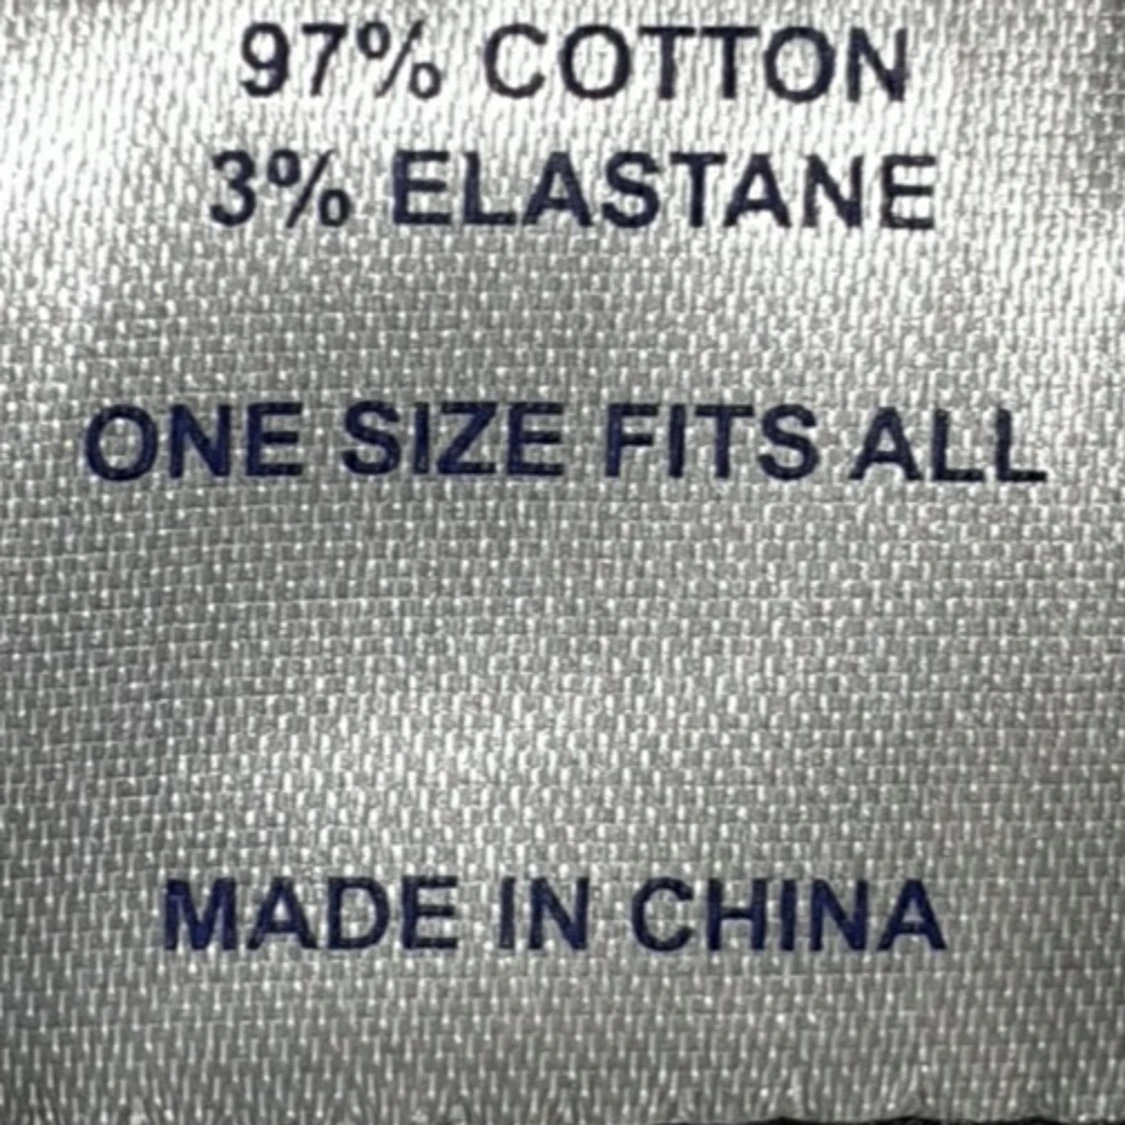 97% COTTON
3% ELASTANE
ONE SIZE FITS ALL
MADE IN CHINA